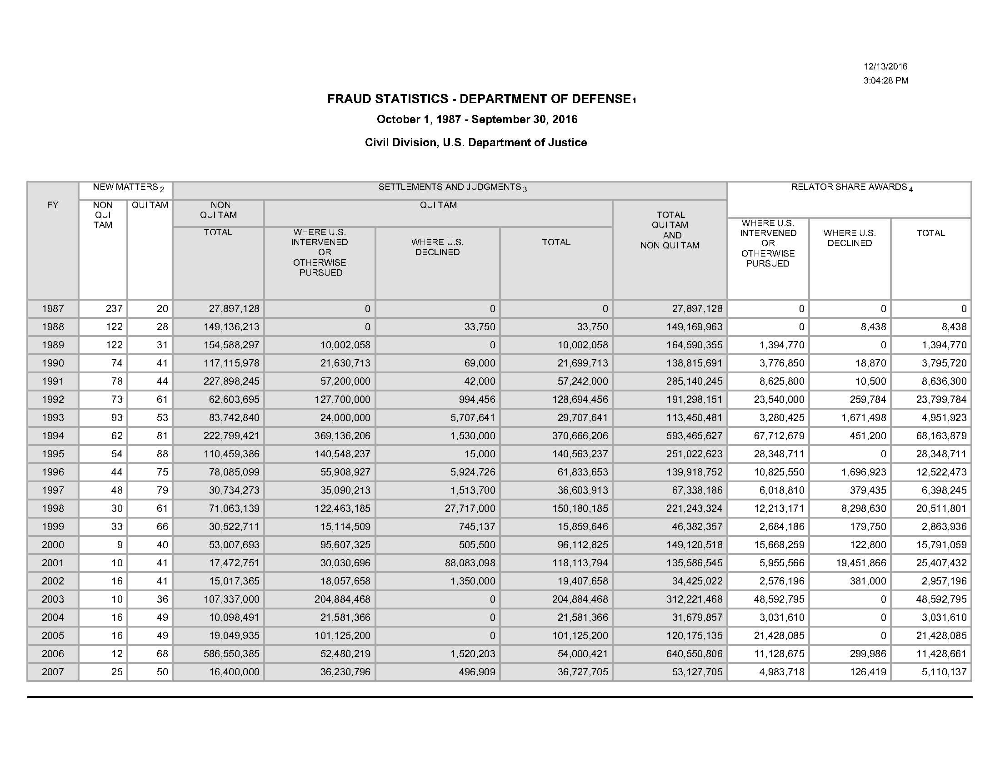 12/13/2016
3:04:28 PM
FRAUD STATISTICS - DEPARTMENT OF DEFENSE 1
October 1, 1987 - September 30, 2016
Civil Division, U.S. Department of Justice
NEW MATTERS 2 SETTLEMENTS AND JUDGMENTS 3 RELATOR SHARE AWARDS 4
FY NON QUI TAM QUI TAM NON QUI TAM QUI TAM TOTAL QUI TAM AND NON QUI TAM
TOTAL WHERE U.S. INTERVENED OR OTHERWISE PURSUED WHERE U.S. DECLINED TOTAL WHERE U.S. INTERVENED OR OTHERWISE PURSUED WHERE U.S. DECLINED TOTAL
1987 237 20 27,897,128 0 0 0 27,897,128 0 0 0
1988 122 28 149,136,213 0 33,750 33,750 149,169,963 0 8,438 8,438
1989 122 31 154,588,297 10,002,058 0 10,002,058 164,590,355 1,394,770 0 1,394,770
1990 74 41 117,115,978 21,630,713 69,000 21,699,713 138,815,691 3,776,850 18,870 3,795,720
1991 78 44 227,898,245 57,200,000 42,000 57,242,000 285,140,245 8,625,800 10,500 8,636,300
1992 73 61 62,603,695 127,700,000 994,456 128,694,456 191,298,151 23,540,000 259,784 23,799,784
1993 93 53 83,742,840 24,000,000 5,707,641 29,707,641 113,450,481 3,280,425 1,671,498 4,951,923
1994 62 81 222,799,421 369,136,206 1,530,000 370,666,206 593,465,627 67,712,679 451,200 68,163,879
1995 54 88 110,459,386 140,548,237 15,000 140,563,237 251,022,623 28,348,711 0 28,348,711
1996 44 75 78,085,099 55,908,927 5,924,726 61,833,653 139,918,752 10,825,550 1,696,923 12,522,473
1997 48 79 30,734,273 35,090,213 1,513,700 36,603,913 67,338,186 6,018,810 379,435 6,398,245
1998 30 61 71,063,139 122,463,185 27,717,000 150,180,185 221,243,324 12,213,171 8,298,630 20,511,801
1999 33 66 30,522,711 15,114,509 745,137 15,859,646 46,382,357 2,684,186 179,750 2,863,936
2000 9 40 53,007,693 95,607,325 505,500 96,112,825 149,120,518 15,668,259 122,800 15,791,059
2001 10 41 17,472,751 30,030,696 88,083,098 118,113,794 135,586,545 5,955,566 19,451,866 25,407,432
2002 16 41 15,017,365 18,057,658 1,350,000 19,407,658 34,425,022 2,576,196 381,000 2,957,196
2003 10 36 107,337,000 204,884,468 0 204,884,468 312,221,468 48,592,795 0 48,592,795
2004 16 49 10,098,491 21,581,366 0 21,581,366 31,679,857 3,031,610 0 3,031,610
2005 16 49 19,049,935 101,125,200 0 101,125,200 120,175,135 21,428,085 0 21,428,085
2006 12 68 586,550,385 52,480,219 1,520,203 54,000,421 640,550,806 11,128,675 299,986 11,428,661
2007 25 50 16,400,000 36,230,796 496,909 36,727,705 53,127,705 4,983,718 126,419 5,110,137